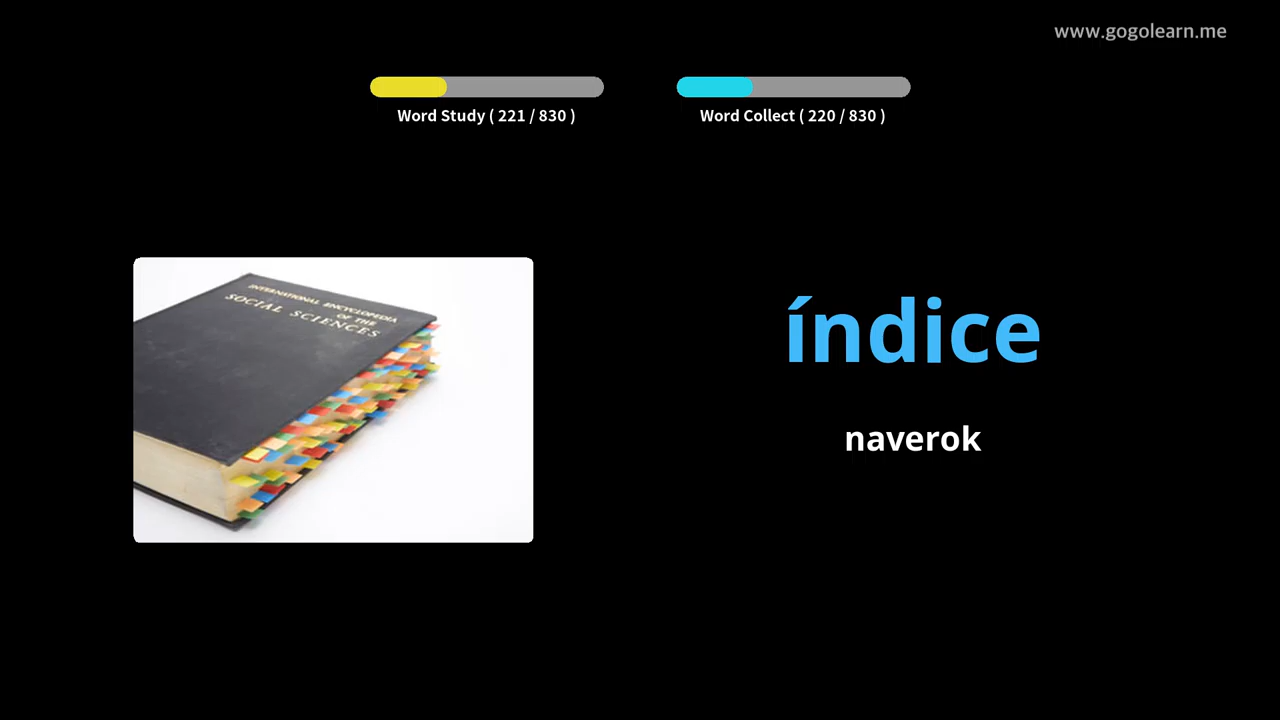 www.gogolearn.me
Word Study ( 221 / 830 )
Word Collect ( 220 / 830 )
INTERNATIONAL ENCYCLOPEDIA
OF THE
SOCIAL SCIENCES
índice
naverok